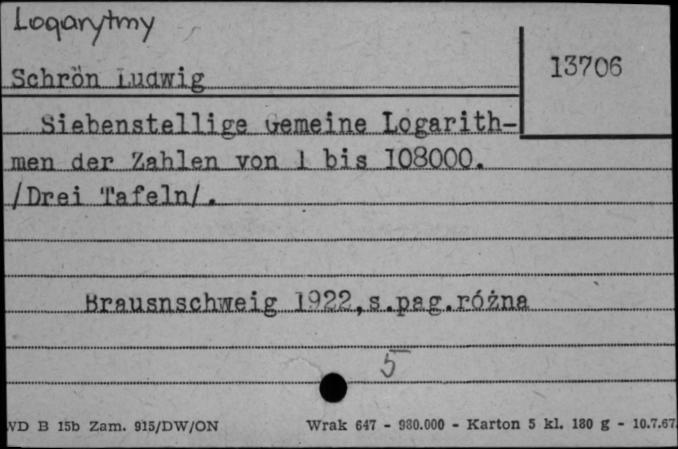 Logarytmy
13706
Schrön Ludwig
Siebenstellige Gemeine Logarith-
men der Zahlen von 1 bis 108000.
/Drei Tafeln/.
Brausnschweig 1922,s.pag.różna
5
WD B 15b Zam. 915/DW/ON Wrak 647 - 980.000 - Karton 5 kl. 180 g - 10.7.67